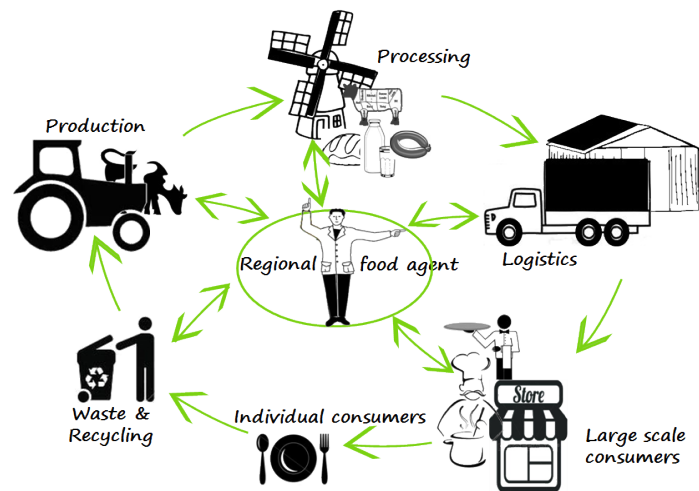 Processing
Production
Regional food agent
Logistics
Store
Waste &
Recycling
Individual consumers
Large scale
consumers